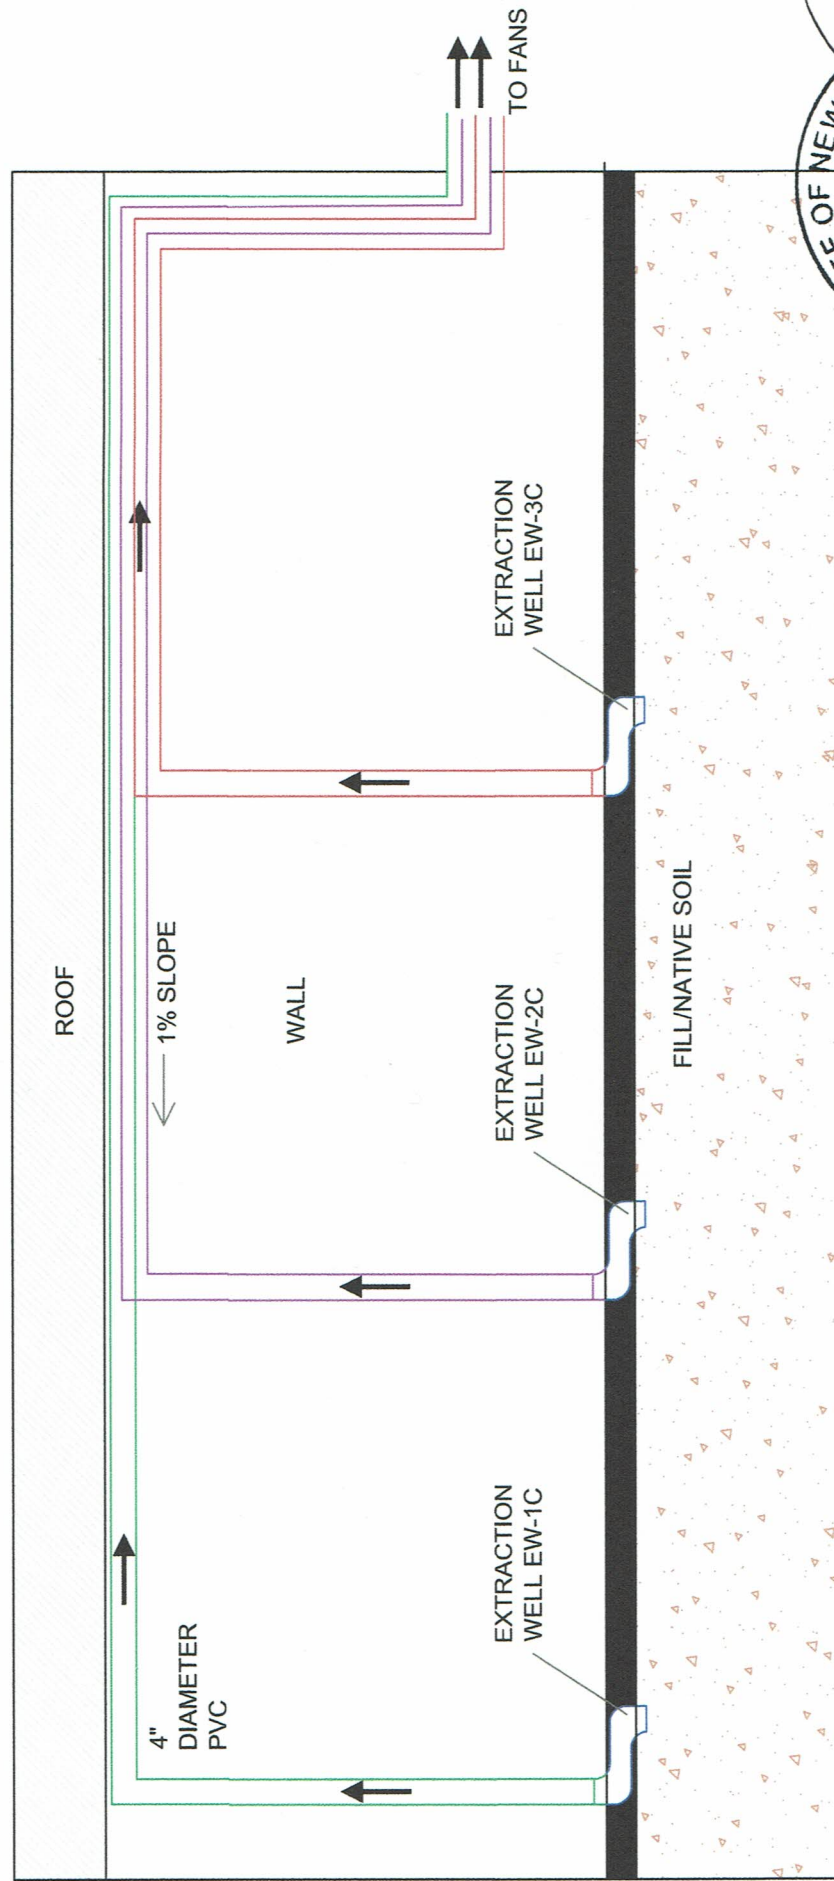 ROOF
4"
DIAMETER
PVC
1% SLOPE
WALL
EXTRACTION
WELL EW-1C
EXTRACTION
WELL EW-2C
EXTRACTION
WELL EW-3C
TO FANS
FILL/NATIVE SOIL
OF NEW